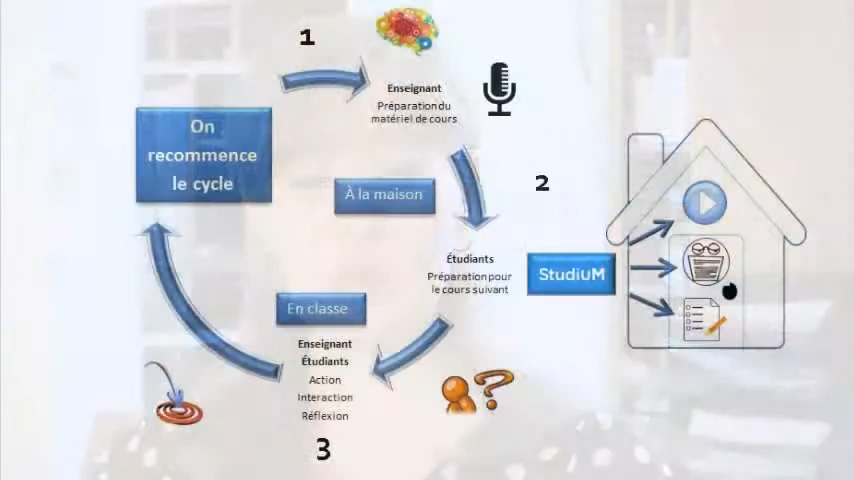 1
Enseignant
Préparation du
matériel de cours
On
recommence
le cycle
À la maison
2
Étudiants
Préparation pour
le cours suivant
StudiUM
En classe
Enseignant
Étudiants
Action
Interaction
Réflexion
3